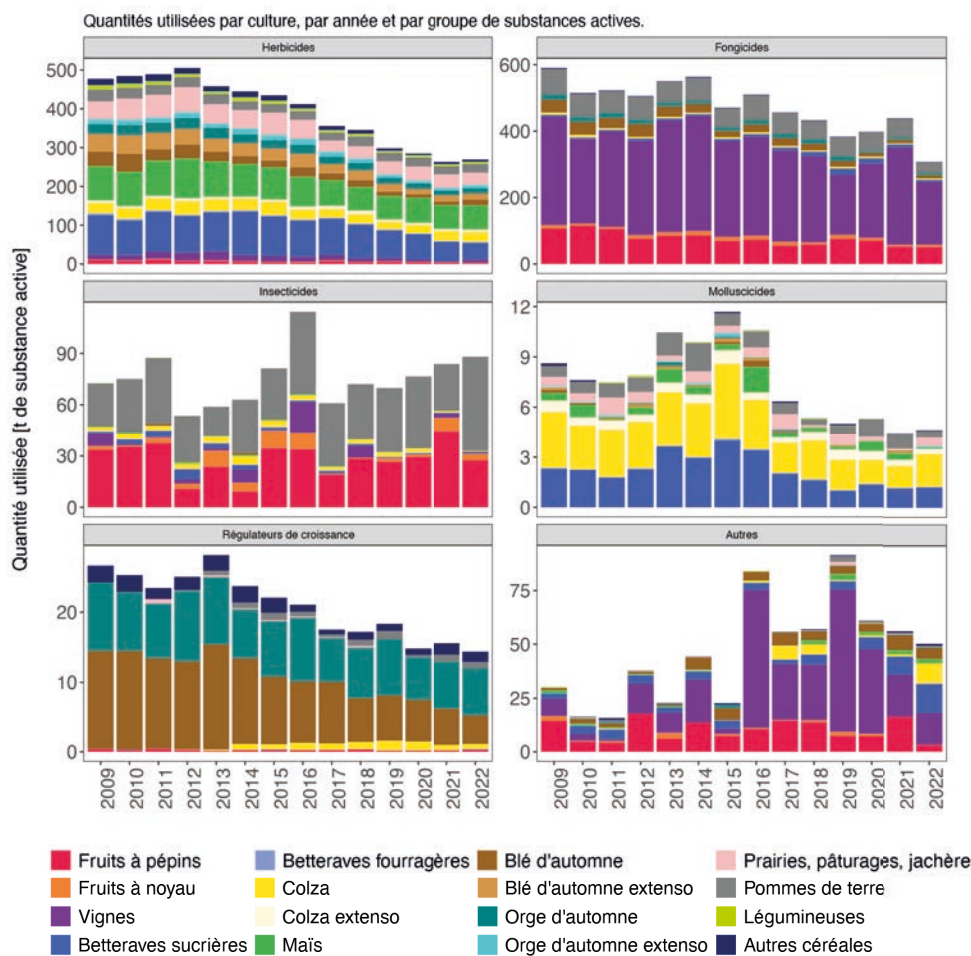 Quantités utilisées par culture, par année et par groupe de substances actives.
Herbicides
Fongicides
500
400
300
200
100
0
600
400
200
0
Insecticides
Molluscicides
90
60
30
0
12
9
6
3
0
Quantité utilisée [t de substance active]
Régulateurs de croissance
Autres
20
10
0
75
50
25
0
2009 2010 2011 2012 2013 2014 2015 2016 2017 2018 2019 2020 2021 2022
2009 2010 2011 2012 2013 2014 2015 2016 2017 2018 2019 2020 2021 2022
Fruits à pépins Betteraves fourragères Blé d'automne Prairies, pâturages, jachère
Fruits à noyau Colza Blé d'automne extenso Pommes de terre
Vignes Colza extenso Orge d'automne Légumineuses
Betteraves sucrières Maïs Orge d'automne extenso Autres céréales